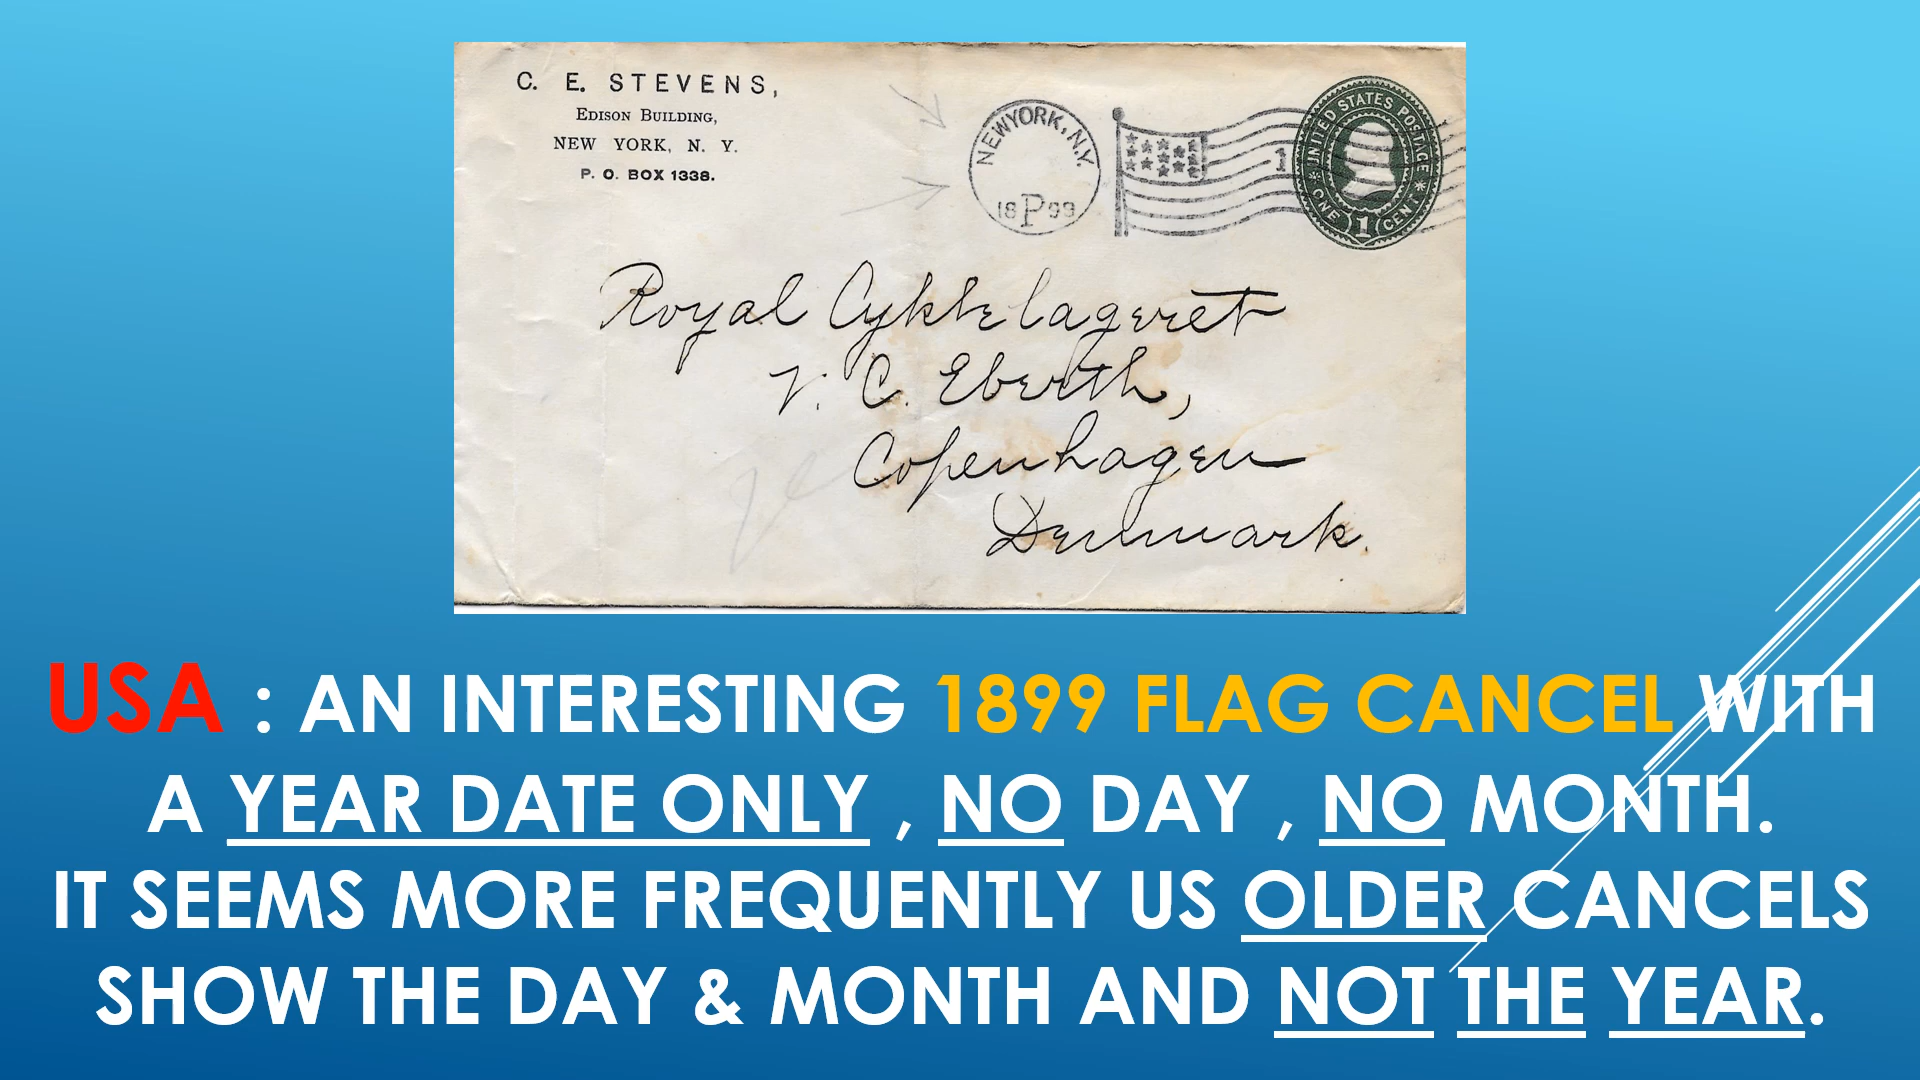 C. E. STEVENS,
EDISON BUILDING,
NEW YORK, N. Y.
P. O. BOX 1338.
NEW YORK, N.Y.
18 P 99
1
UNITED STATES POSTAGE
ONE 1 CENT
Royal Cyklelageret
V. C. Eberth,
Copenhagen
Denmark.
USA : AN INTERESTING 1899 FLAG CANCEL WITH
A YEAR DATE ONLY , NO DAY , NO MONTH.
IT SEEMS MORE FREQUENTLY US OLDER CANCELS
SHOW THE DAY & MONTH AND NOT THE YEAR.